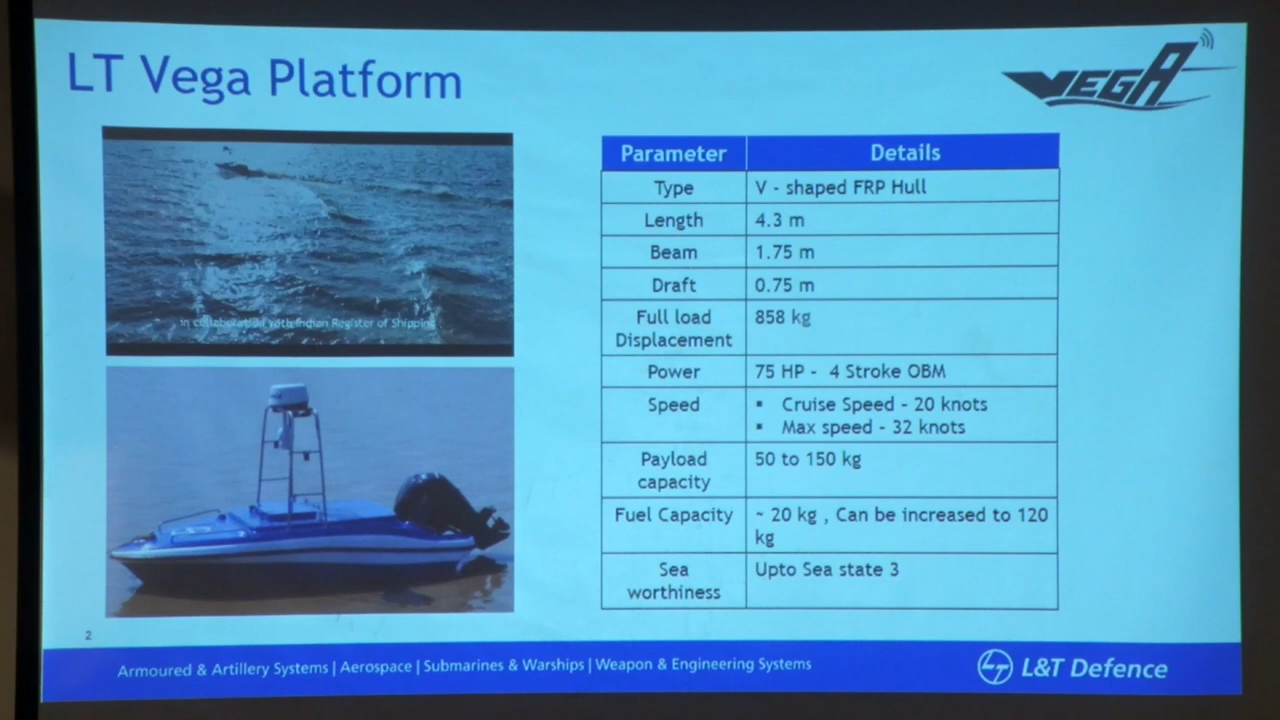 LT Vega Platform
VEGA
in collaboration with Indian Register of Shipping
Parameter Details
Type V - shaped FRP Hull
Length 4.3 m
Beam 1.75 m
Draft 0.75 m
Full load
Displacement 858 kg
Power 75 HP - 4 Stroke OBM
Speed ▪ Cruise Speed - 20 knots
▪ Max speed - 32 knots
Payload
capacity 50 to 150 kg
Fuel Capacity ~ 20 kg , Can be increased to 120
kg
Sea
worthiness Upto Sea state 3
2
Armoured & Artillery Systems | Aerospace | Submarines & Warships | Weapon & Engineering Systems
L&T Defence